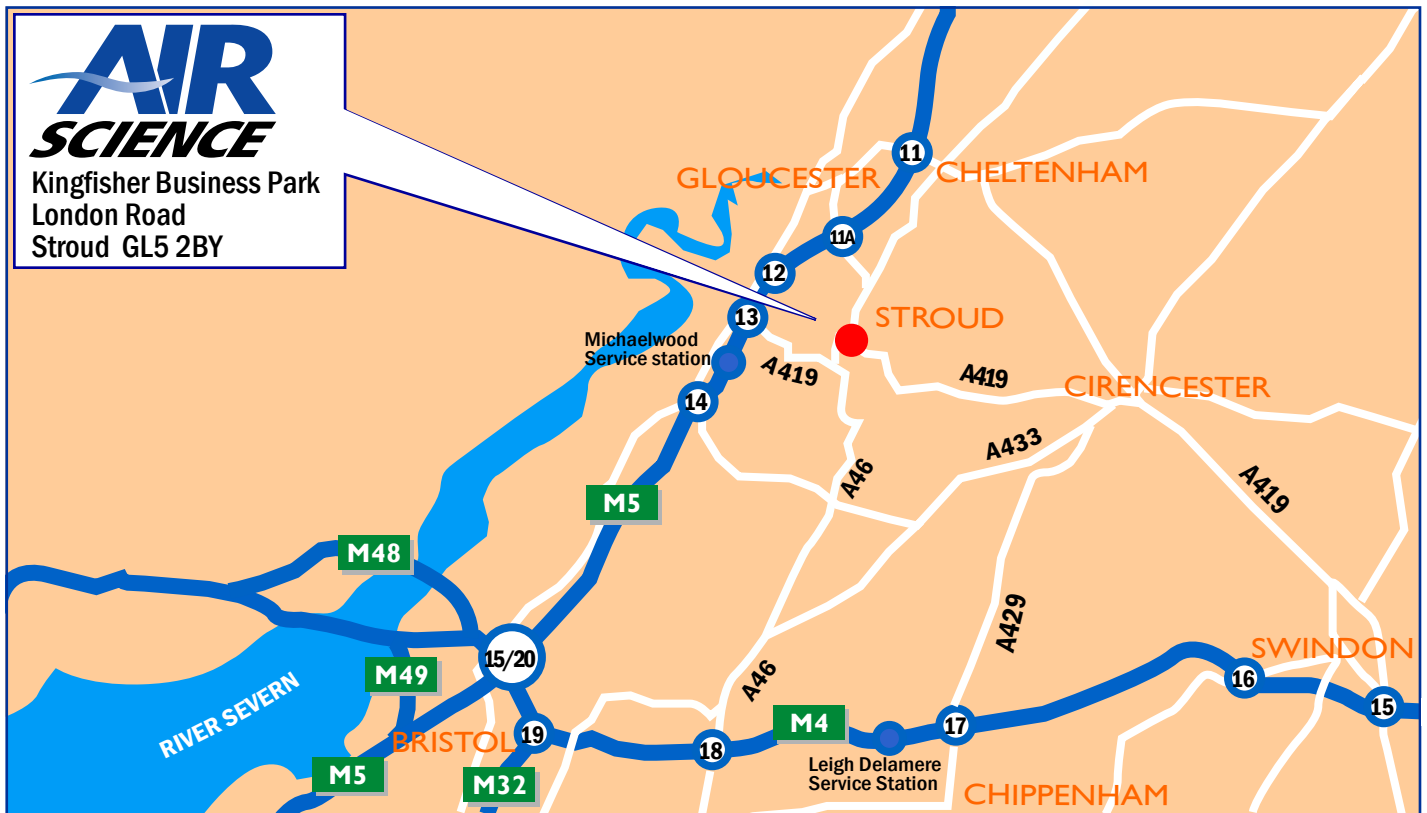 AIR
SCIENCE
Kingfisher Business Park
London Road
Stroud GL5 2BY
11
GLOUCESTER
CHELTENHAM
11A
12
13
STROUD
Michaelwood
Service station
A419
A419
CIRENCESTER
14
A433
A46
A419
M5
M48
A429
15/20
SWINDON
M49
A46
16
RIVER SEVERN
15
BRISTOL
19
M4
17
18
M5
M32
Leigh Delamere
Service Station
CHIPPENHAM